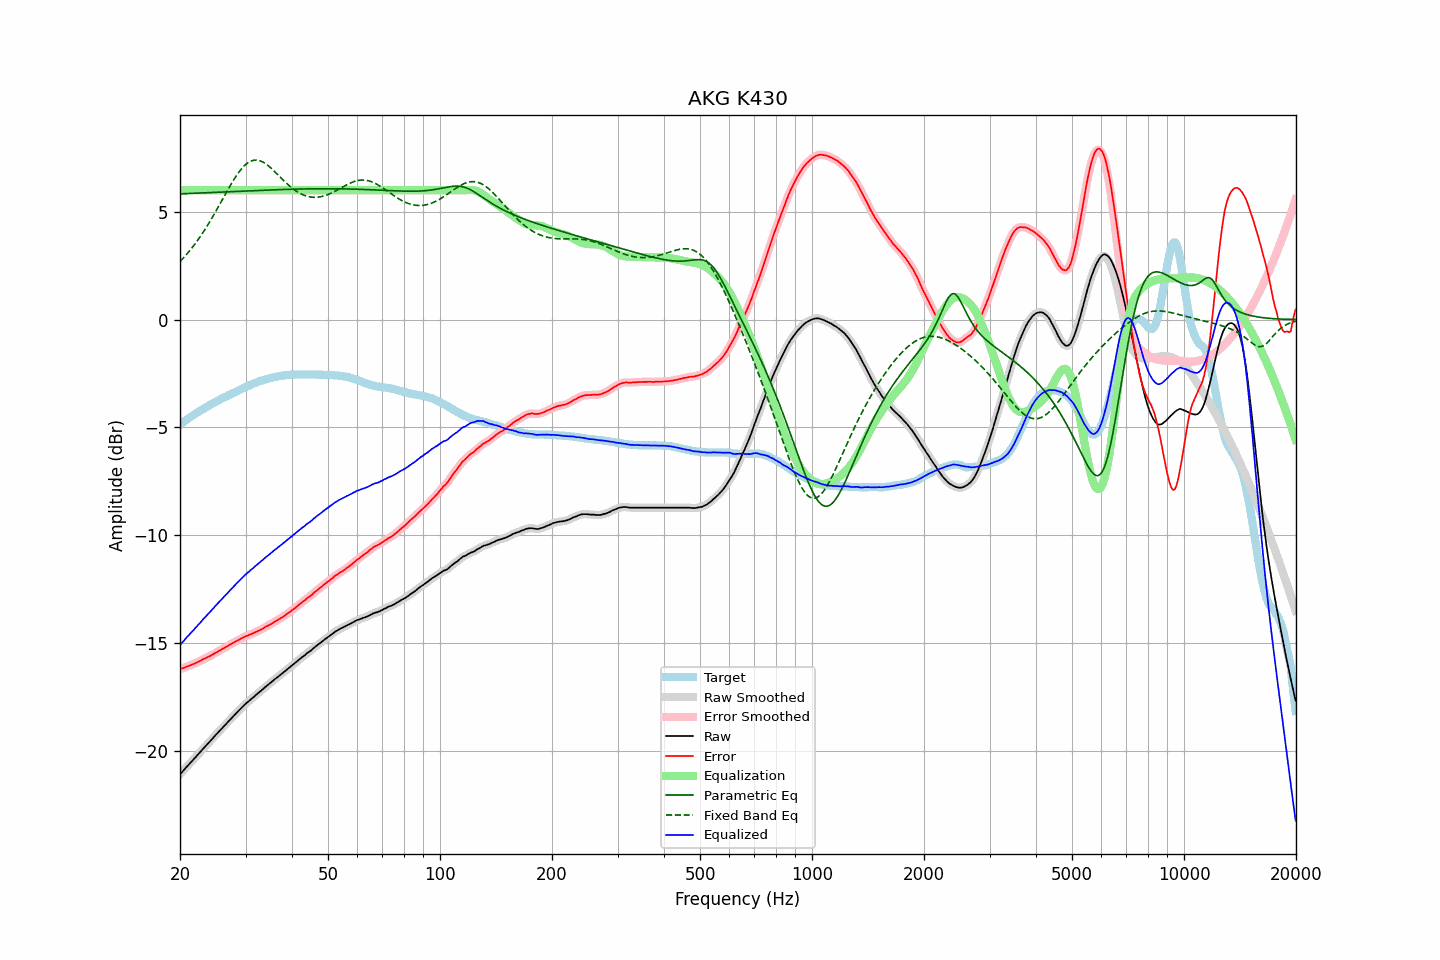 AKG K430
Amplitude (dBr)
5
0
−5
−10
−15
−20
Target
Raw Smoothed
Error Smoothed
Raw
Error
Equalization
Parametric Eq
Fixed Band Eq
Equalized
20 50 100 200 500 1000 2000 5000 10000 20000
Frequency (Hz)